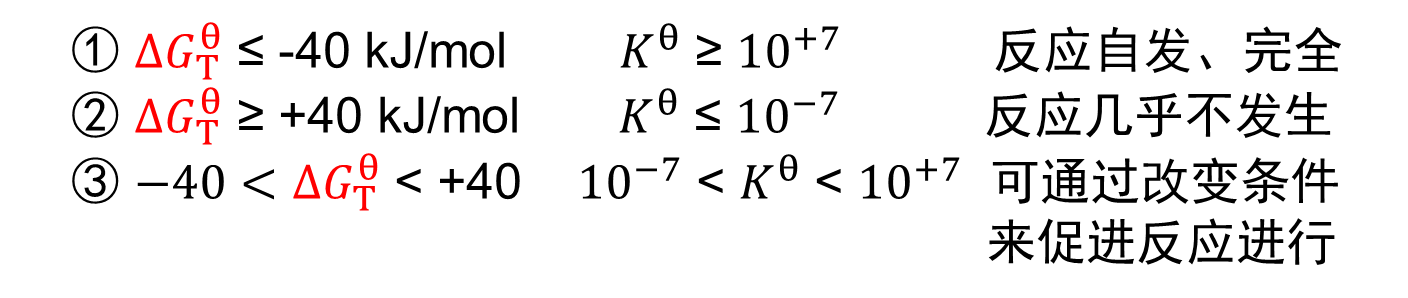 ① ΔG_T^θ ≤ -40 kJ/mol K^θ ≥ 10^{+7} 反应自发、完全
② ΔG_T^θ ≥ +40 kJ/mol K^θ ≤ 10^{−7} 反应几乎不发生
③ −40 < ΔG_T^θ < +40 10^{−7} < K^θ < 10^{+7} 可通过改变条件
来促进反应进行